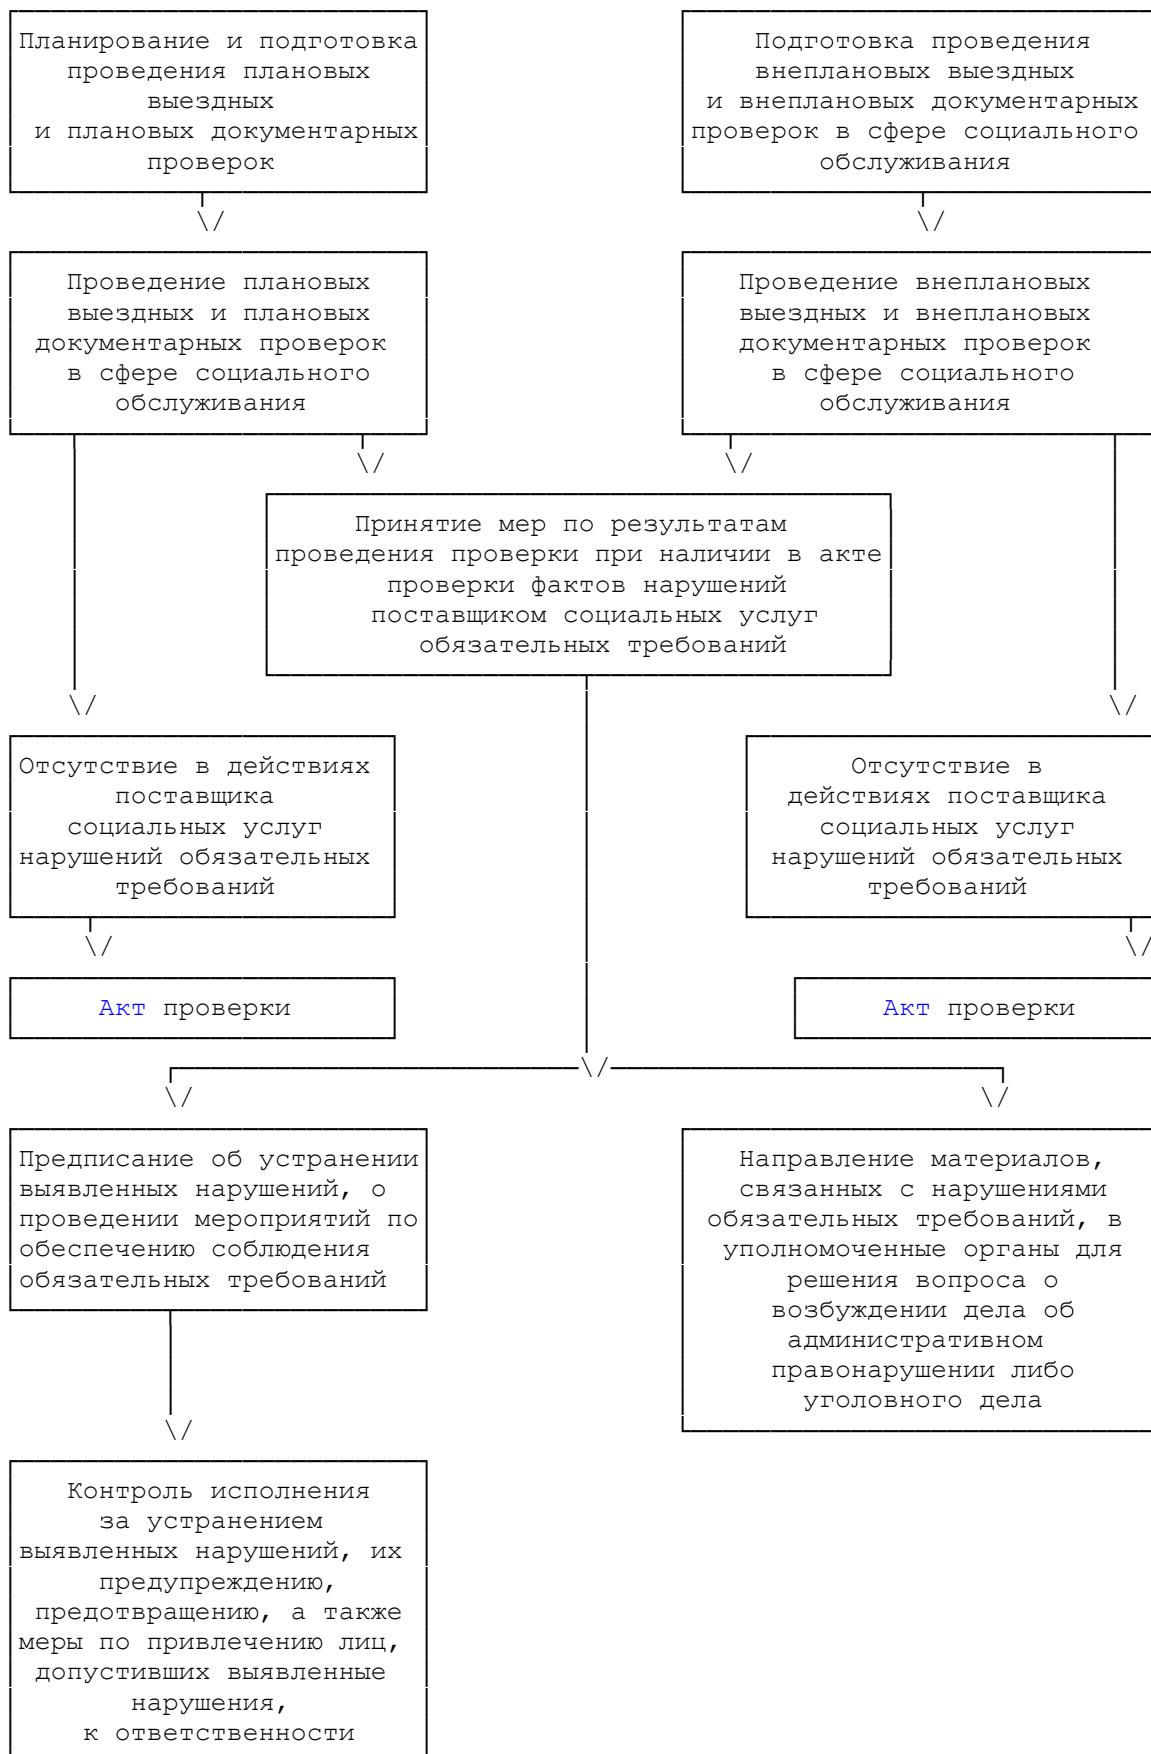 Планирование и подготовка
проведения плановых
выездных
и плановых документарных
проверок
Подготовка проведения
внеплановых выездных
и внеплановых документарных
проверок в сфере социального
обслуживания
Проведение плановых
выездных и плановых
документарных проверок
в сфере социального
обслуживания
Проведение внеплановых
выездных и внеплановых
документарных проверок
в сфере социального
обслуживания
Принятие мер по результатам
проведения проверки при наличии в акте
проверки фактов нарушений
поставщиком социальных услуг
обязательных требований
Отсутствие в действиях
поставщика
социальных услуг
нарушений обязательных
требований
Отсутствие в
действиях поставщика
социальных услуг
нарушений обязательных
требований
Акт проверки
Акт проверки
Предписание об устранении
выявленных нарушений, о
проведении мероприятий по
обеспечению соблюдения
обязательных требований
Направление материалов,
связанных с нарушениями
обязательных требований, в
уполномоченные органы для
решения вопроса о
возбуждении дела об
административном
правонарушении либо
уголовного дела
Контроль исполнения
за устранением
выявленных нарушений, их
предупреждению,
предотвращению, а также
меры по привлечению лиц,
допустивших выявленные
нарушения,
к ответственности